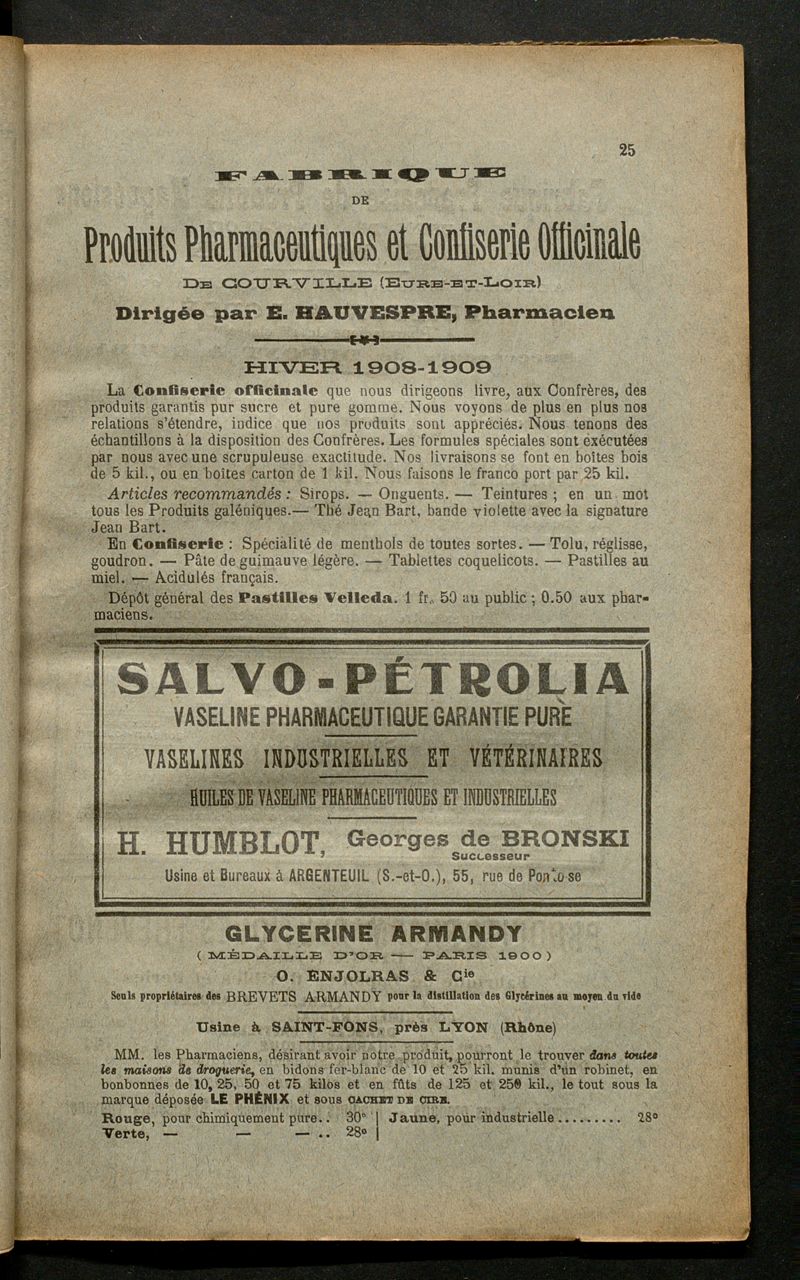 25
FABRIQUE
DE
Produits Pharmaceutiques et Confiserie Officinale
DE COURVILLE (EURE-ET-LOIR)
Dirigée par E. HAUVESPRE, Pharmacien
HIVER 1908-1909
La Confiserie officinale que nous dirigeons livre, aux Confrères, des
produits garantis pur sucre et pure gomme. Nous voyons de plus en plus nos
relations s'étendre, indice que nos produits sont appréciés. Nous tenons des
échantillons à la disposition des Confrères. Les formules spéciales sont exécutées
par nous avec une scrupuleuse exactitude. Nos livraisons se font en boîtes bois
de 5 kil., ou en boîtes carton de 1 kil. Nous faisons le franco port par 25 kil.
Articles recommandés : Sirops. — Onguents. — Teintures ; en un mot
tous les Produits galéniques. — Thé Jean Bart, bande violette avec la signature
Jean Bart.
En Confiserie : Spécialité de menthols de toutes sortes. — Tolu, réglisse,
goudron. — Pâte de guimauve légère. — Tablettes coquelicots. — Pastilles au
miel. — Acidulés français.
Dépôt général des Pastilles Velleda. 1 fr. 50 au public ; 0.50 aux phar-
maciens.
SALVO-PÉTROLIA
VASELINE PHARMACEUTIQUE GARANTIE PURE
VASELINES INDUSTRIELLES ET VÉTÉRINAIRES
HUILES DE VASELINE PHARMACEUTIQUES ET INDUSTRIELLES
H. HUMBLOT, Georges de BRONSKI
Successeur
Usine et Bureaux à ARGENTEUIL (S.-et-O.), 55, rue de Pontoise
GLYCERINE ARMANDY
(MÉDAILLE D'OR — PARIS 1900)
O. ENJOLRAS & Cie
Seuls propriétaires des BREVETS ARMANDY pour la distillation des Glycérines au moyen du vide
Usine à SAINT-FONS, près LYON (Rhône)
MM. les Pharmaciens, désirant avoir notre produit, pourront le trouver dans toutes
les maisons de droguerie, en bidons fer-blanc de 10 et 25 kil. munis d'un robinet, en
bonbonnes de 10, 25, 50 et 75 kilos et en fûts de 125 et 250 kil., le tout sous la
marque déposée LE PHÉNIX et sous CACHET DE CIRE.
Rouge, pour chimiquement pure.. 30° | Jaune, pour industrielle ......... 28°
Verte, — — — .. 28° |